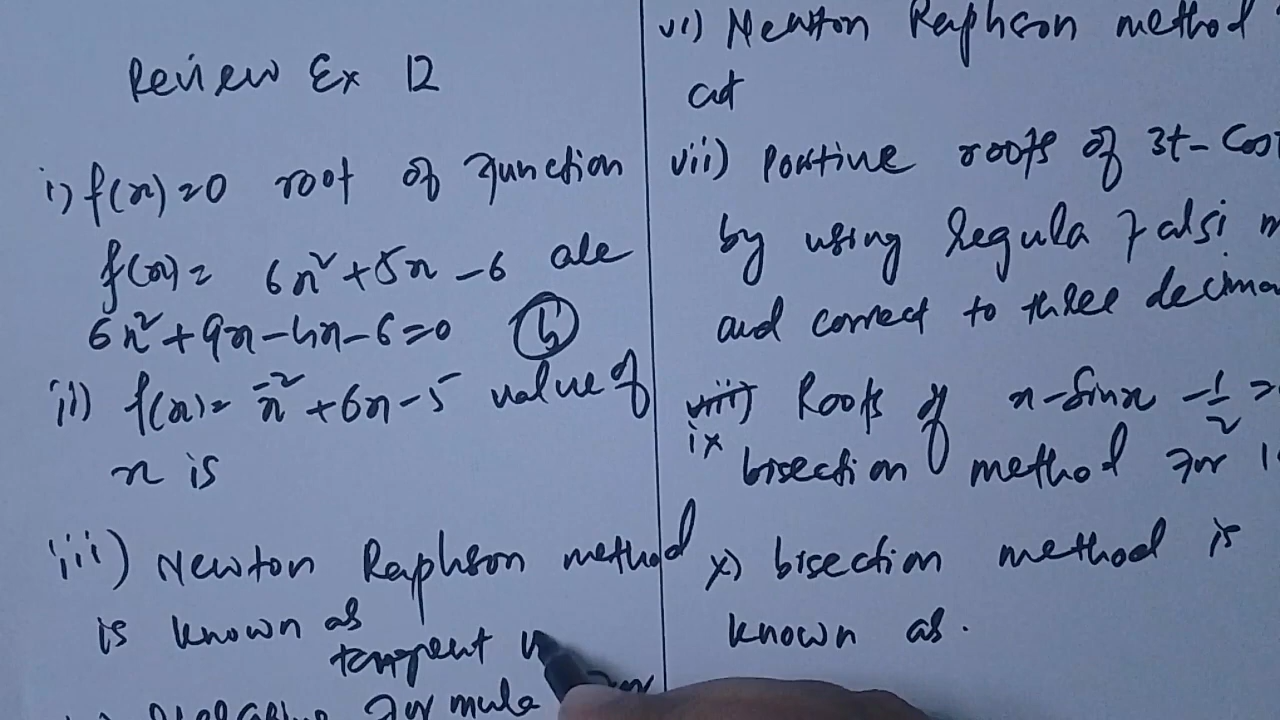 Review Ex 12
i) f(x)=0 root of function
f(x)= 6x²+5x-6 are
6x²+9x-4x-6=0 (b)
ii) f(x)= -x²+6x-5 value of
x is
iii) Newton Raphson method
is known as
tangent
formula
vi) Newton Raphson method
at
vii) Positive roots of 3t- Cos
by using Regula falsi
and correct to three decima
viii) Roots of x-Sinx -1/2 =
ix bisection method for 1
x) bisection method is
known as.